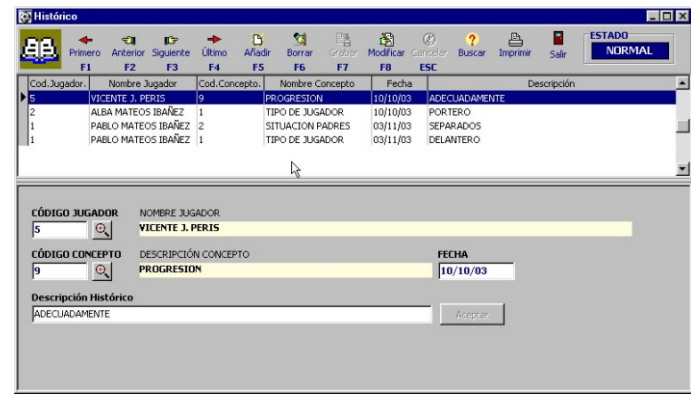 Histórico
Primero Anterior Siguiente Último Añadir Borrar Grabar Modificar Cancelar Buscar Imprimir Salir
F1 F2 F3 F4 F5 F6 F7 F8 ESC
ESTADO
NORMAL
Cod.Jugador. Nombre Jugador Cod.Concepto. Nombre Concepto Fecha Descripción
5 VICENTE J. PERIS 9 PROGRESION 10/10/03 ADECUADAMENTE
2 ALBA MATEOS IBAÑEZ 1 TIPO DE JUGADOR 10/10/03 PORTERO
1 PABLO MATEOS IBAÑEZ 2 SITUACION PADRES 03/11/03 SEPARADOS
1 PABLO MATEOS IBAÑEZ 1 TIPO DE JUGADOR 03/11/03 DELANTERO
CÓDIGO JUGADOR NOMBRE JUGADOR
5 VICENTE J. PERIS
CÓDIGO CONCEPTO DESCRIPCIÓN CONCEPTO FECHA
9 PROGRESION 10/10/03
Descripción Histórico
ADECUADAMENTE Aceptar